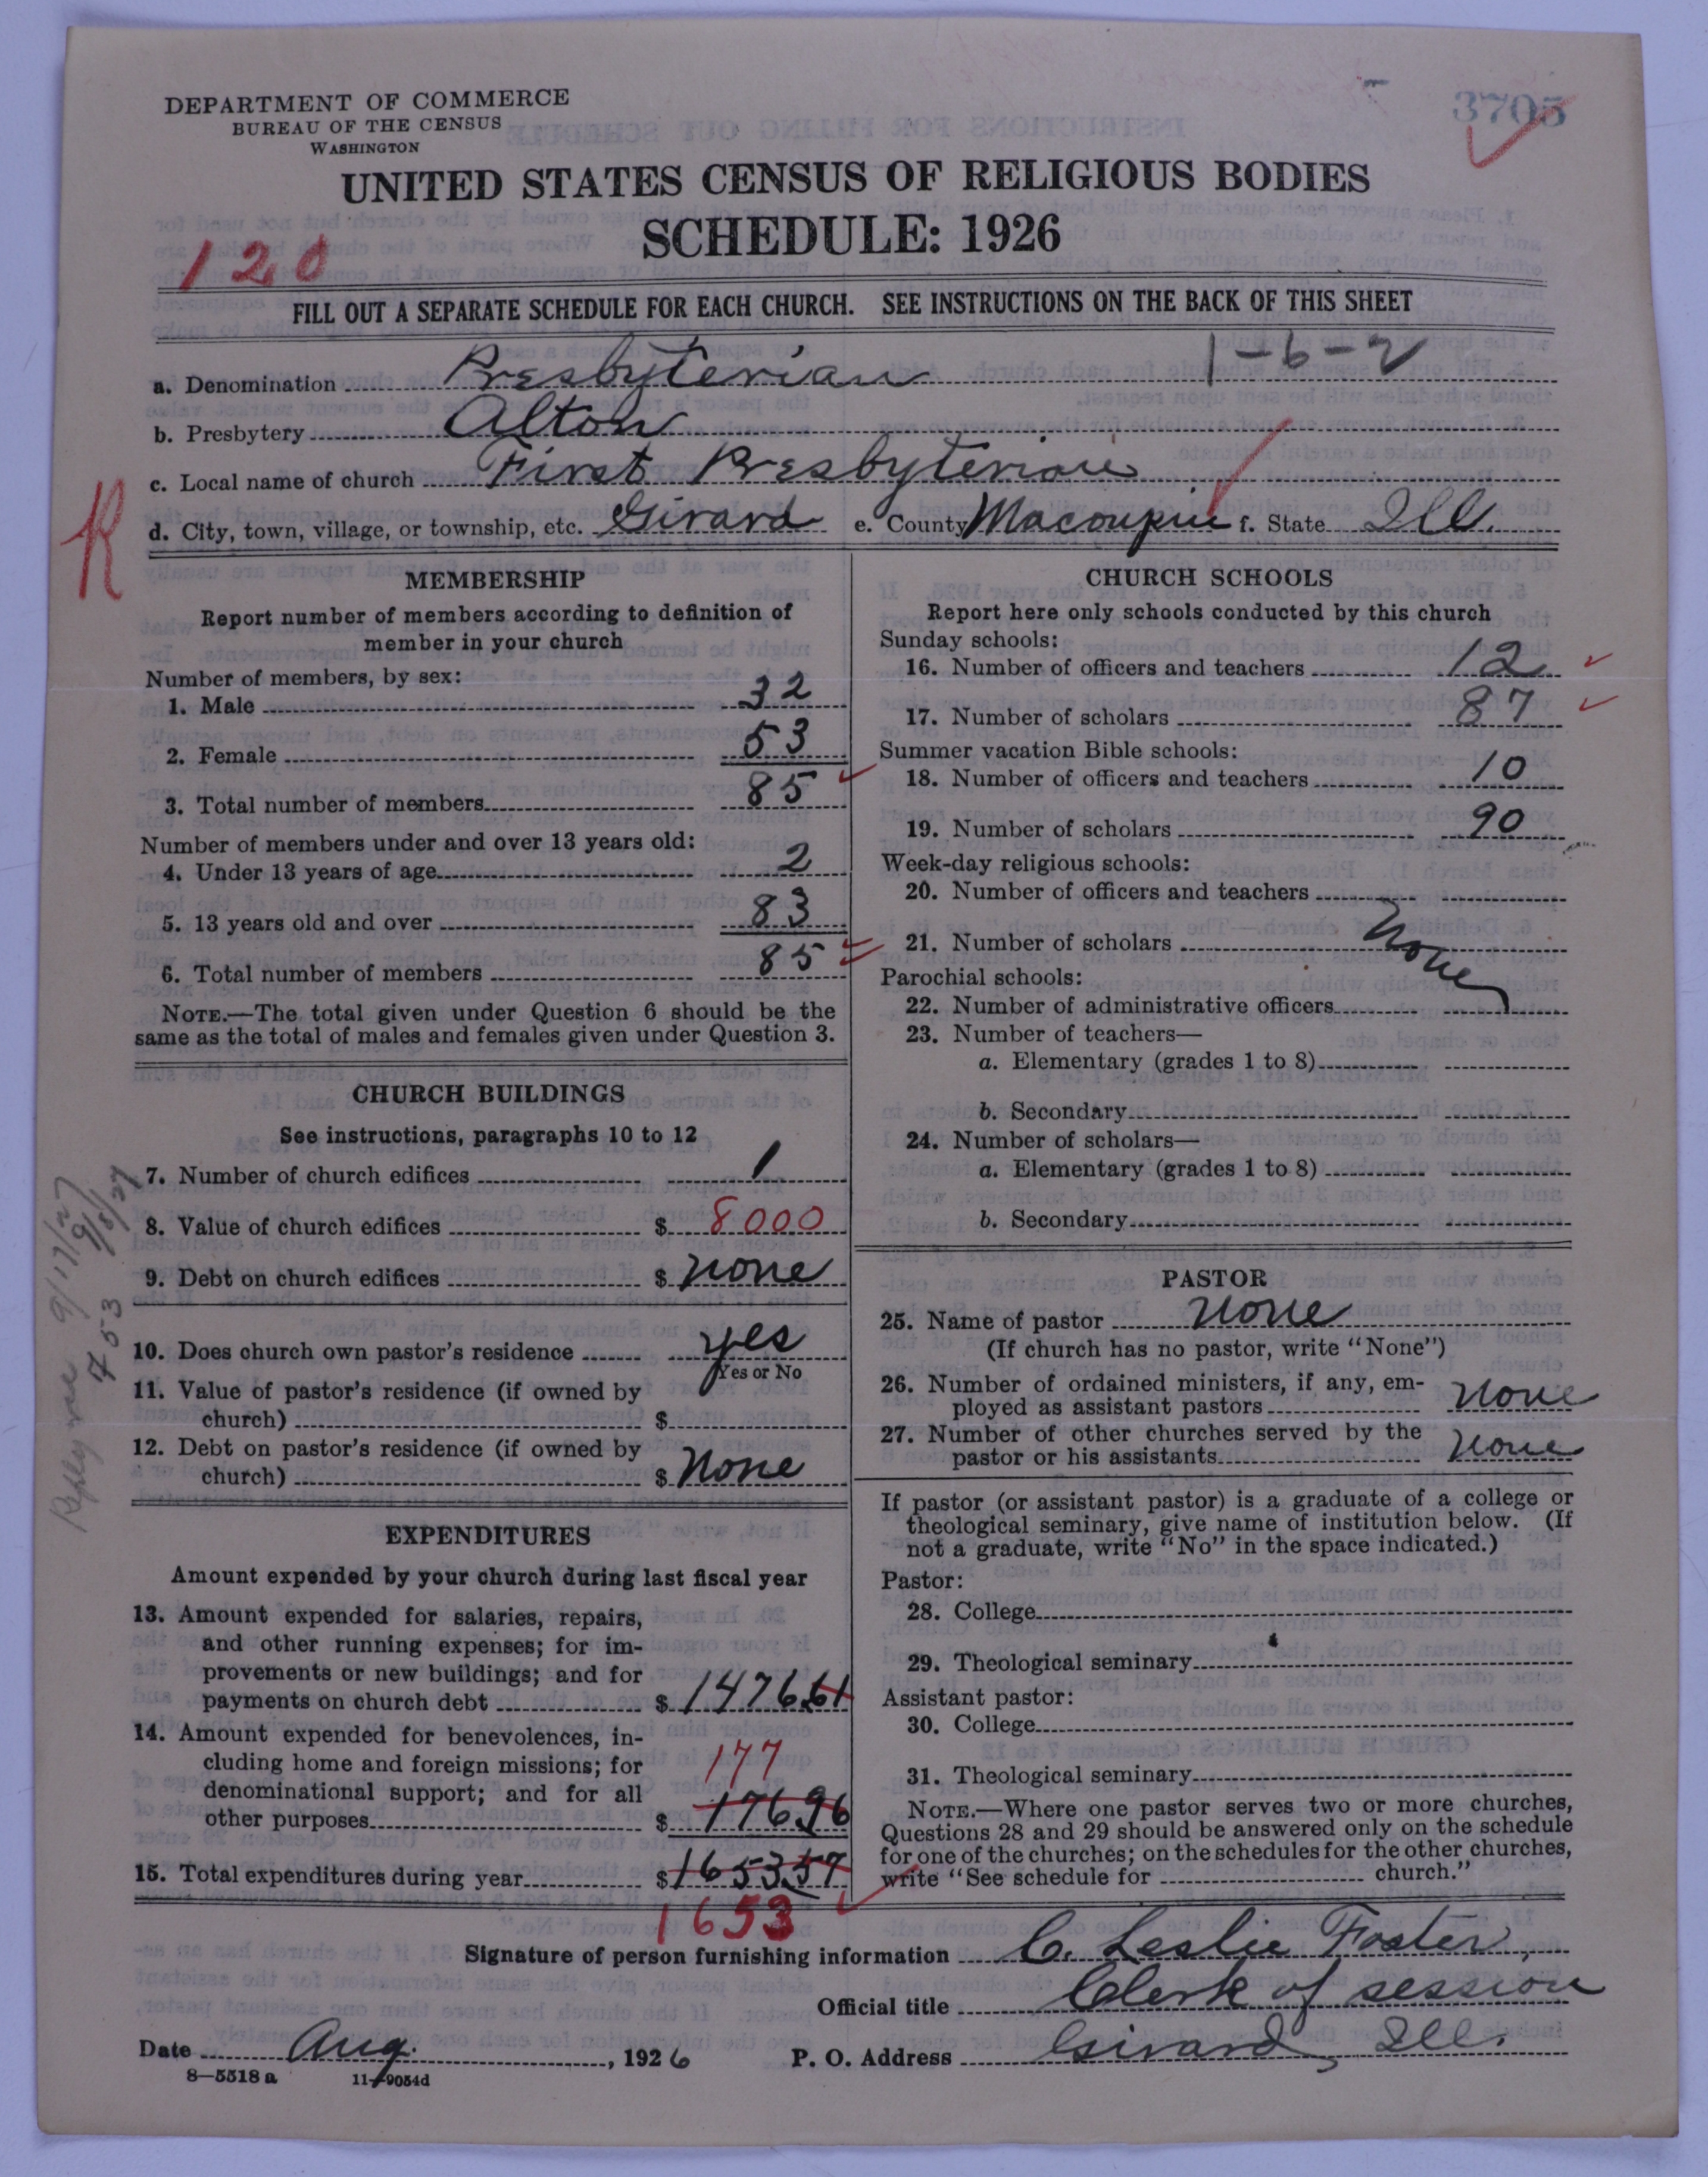 DEPARTMENT OF COMMERCE
BUREAU OF THE CENSUS
WASHINGTON
3705
UNITED STATES CENSUS OF RELIGIOUS BODIES
SCHEDULE: 1926
120
FILL OUT A SEPARATE SCHEDULE FOR EACH CHURCH. SEE INSTRUCTIONS ON THE BACK OF THIS SHEET
1-6-2
a. Denomination Presbyterian
b. Presbytery Alton
c. Local name of church First Presbyterian
d. City, town, village, or township, etc. Girard e. County Macoupin f. State Ill.
R
MEMBERSHIP
Report number of members according to definition of
member in your church
Number of members, by sex:
1. Male 32
2. Female 53
3. Total number of members 85
Number of members under and over 13 years old:
4. Under 13 years of age 2
5. 13 years old and over 83
6. Total number of members 85
NOTE.—The total given under Question 6 should be the
same as the total of males and females given under Question 3.
CHURCH BUILDINGS
See instructions, paragraphs 10 to 12
7. Number of church edifices 1
8. Value of church edifices $ 8000
9. Debt on church edifices $ none
10. Does church own pastor's residence yes
Yes or No
11. Value of pastor's residence (if owned by
church) $
12. Debt on pastor's residence (if owned by
church) $ none
9/17/27
9/8/27
453
EXPENDITURES
Amount expended by your church during last fiscal year
13. Amount expended for salaries, repairs,
and other running expenses; for im-
provements or new buildings; and for
payments on church debt $ 1476.61
14. Amount expended for benevolences, in-
cluding home and foreign missions; for
denominational support; and for all
177
other purposes $ 176.96
15. Total expenditures during year $ 1653.57
1653
CHURCH SCHOOLS
Report here only schools conducted by this church
Sunday schools:
16. Number of officers and teachers 12
17. Number of scholars 87
Summer vacation Bible schools:
18. Number of officers and teachers 10
19. Number of scholars 90
Week-day religious schools:
20. Number of officers and teachers
21. Number of scholars None
Parochial schools:
22. Number of administrative officers
23. Number of teachers—
a. Elementary (grades 1 to 8)
b. Secondary
24. Number of scholars—
a. Elementary (grades 1 to 8)
b. Secondary
PASTOR
25. Name of pastor None
(If church has no pastor, write "None")
26. Number of ordained ministers, if any, em-
ployed as assistant pastors None
27. Number of other churches served by the
pastor or his assistants None
If pastor (or assistant pastor) is a graduate of a college or
theological seminary, give name of institution below. (If
not a graduate, write "No" in the space indicated.)
Pastor:
28. College
29. Theological seminary
Assistant pastor:
30. College
31. Theological seminary
NOTE.—Where one pastor serves two or more churches,
Questions 28 and 29 should be answered only on the schedule
for one of the churches; on the schedules for the other churches,
write "See schedule for church."
Signature of person furnishing information C. Leslie Foster,
Official title Clerk of session
Date Aug. , 1926 P. O. Address Girard, Ill.
8—5518 a 11—9054d